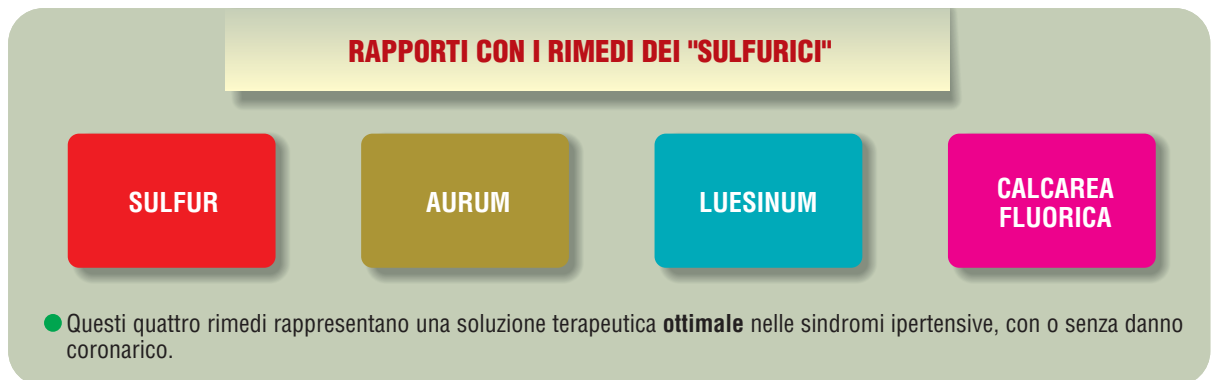 RAPPORTI CON I RIMEDI DEI "SULFURICI"
SULFUR
AURUM
LUESINUM
CALCAREA
FLUORICA
Questi quattro rimedi rappresentano una soluzione terapeutica ottimale nelle sindromi ipertensive, con o senza danno
coronarico.